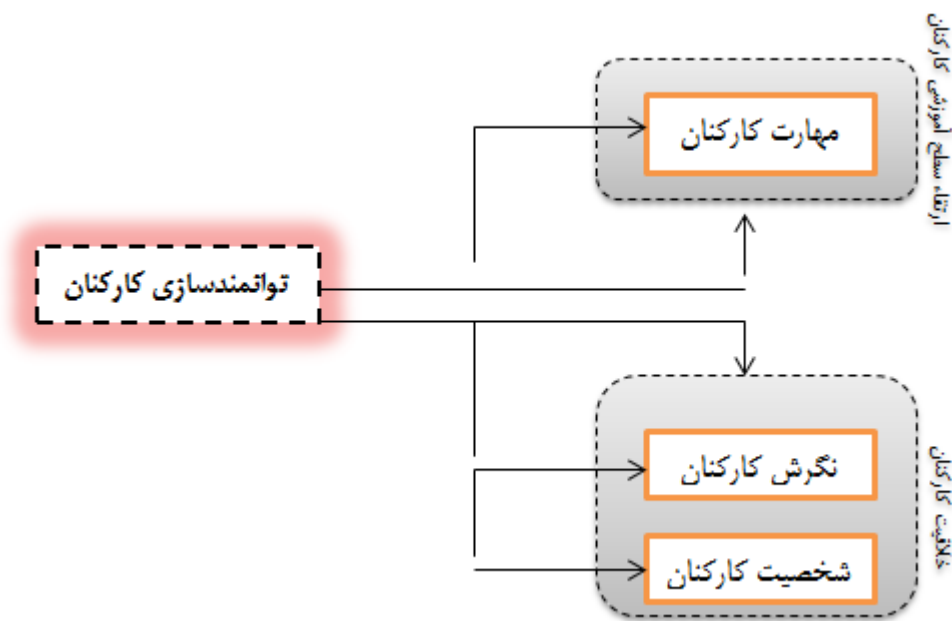 ارتقاء سطح آموزشی کارکنان
مهارت کارکنان
توانمندسازی کارکنان
خلاقیت کارکنان
نگرش کارکنان
شخصیت کارکنان